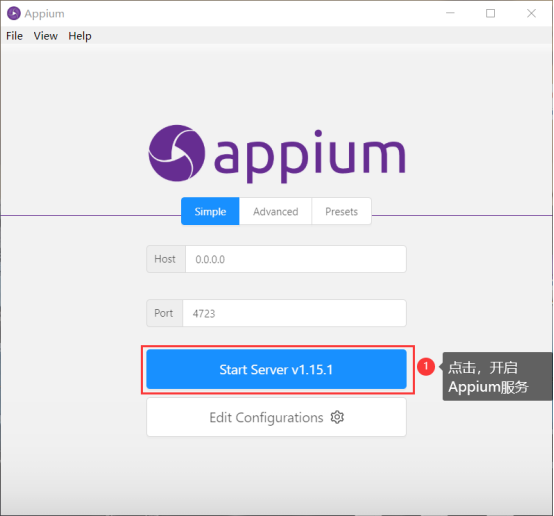 Appium
File View Help
appium
Simple Advanced Presets
Host 0.0.0.0
Port 4723
Start Server v1.15.1
1
点击，开启
Appium服务
Edit Configurations